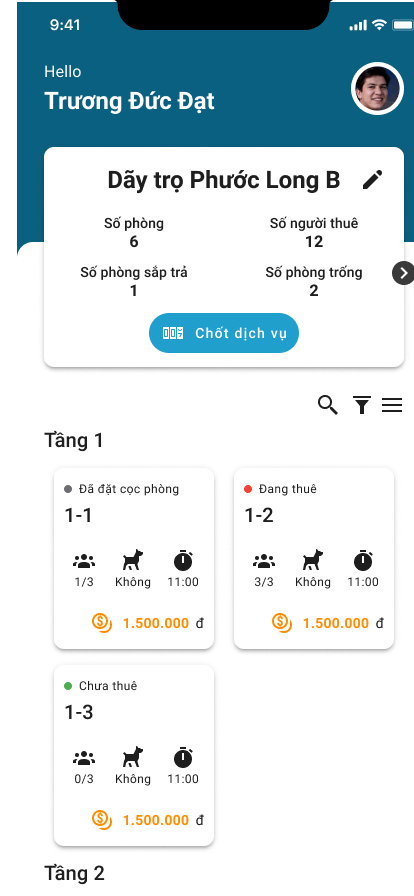 9:41
Hello
Trương Đức Đạt
Dãy trọ Phước Long B
Số phòng Số người thuê
6 12
Số phòng sắp trả Số phòng trống
1 2
Chốt dịch vụ
Tầng 1
Đã đặt cọc phòng Đang thuê
1-1 1-2
1/3 Không 11:00 3/3 Không 11:00
1.500.000 đ 1.500.000 đ
Chưa thuê
1-3
0/3 Không 11:00
1.500.000 đ
Tầng 2